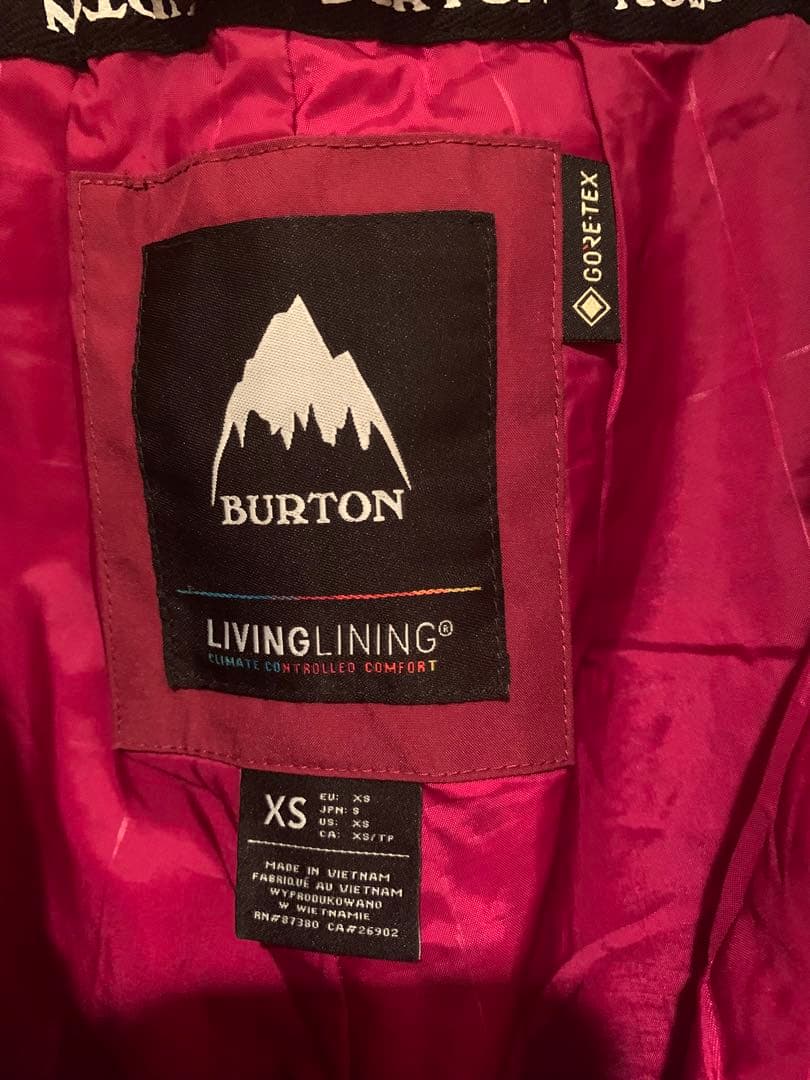 BURTON
GORE-TEX
BURTON
LIVINGLINING®
CLIMATE CONTROLLED COMFORT
XS
EU: XS
JPN: S
US: XS
CA: XS/TP
MADE IN VIETNAM
FABRIQUÉ AU VIETNAM
WYPRODUKOWANO
W WIETNAMIE
RN#87380 CA#26902